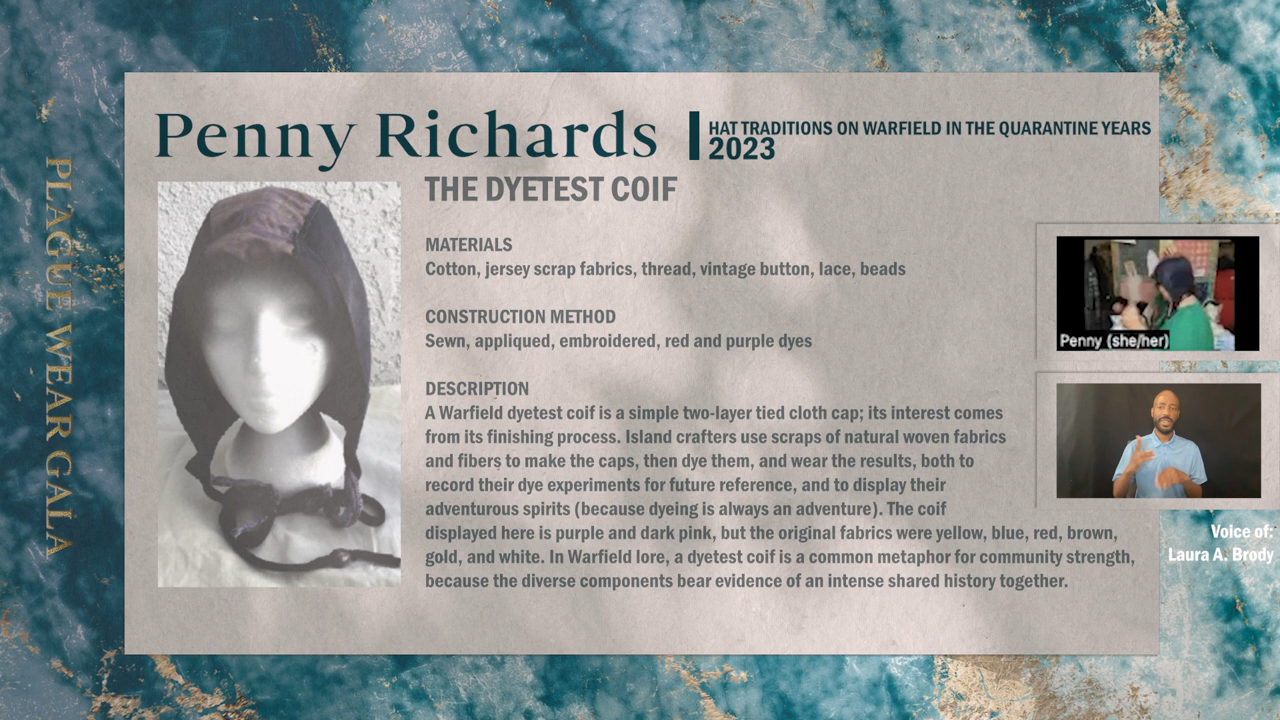 PLAGUE WEAR GALA
Penny Richards
HAT TRADITIONS ON WARFIELD IN THE QUARANTINE YEARS
2023
THE DYETEST COIF
MATERIALS
Cotton, jersey scrap fabrics, thread, vintage button, lace, beads
CONSTRUCTION METHOD
Sewn, appliqued, embroidered, red and purple dyes
DESCRIPTION
A Warfield dyetest coif is a simple two-layer tied cloth cap; its interest comes
from its finishing process. Island crafters use scraps of natural woven fabrics
and fibers to make the caps, then dye them, and wear the results, both to
record their dye experiments for future reference, and to display their
adventurous spirits (because dyeing is always an adventure). The coif
displayed here is purple and dark pink, but the original fabrics were yellow, blue, red, brown,
gold, and white. In Warfield lore, a dyetest coif is a common metaphor for community strength,
because the diverse components bear evidence of an intense shared history together.
Penny (she/her)
Voice of:
Laura A. Brody